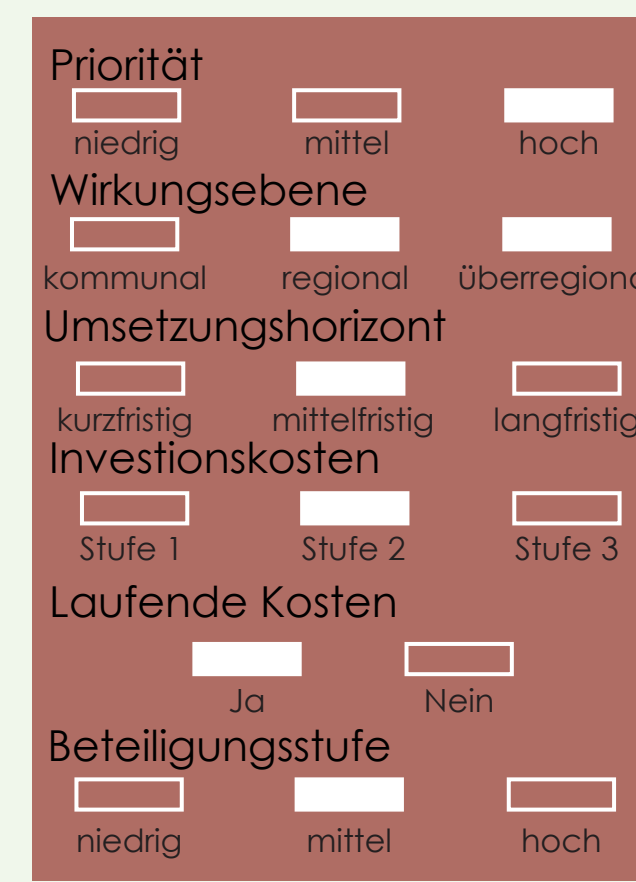 Priorität
niedrig mittel hoch
Wirkungsebene
kommunal regional überregiona
Umsetzungshorizont
kurzfristig mittelfristig langfristig
Investionskosten
Stufe 1 Stufe 2 Stufe 3
Laufende Kosten
Ja Nein
Beteiligungsstufe
niedrig mittel hoch